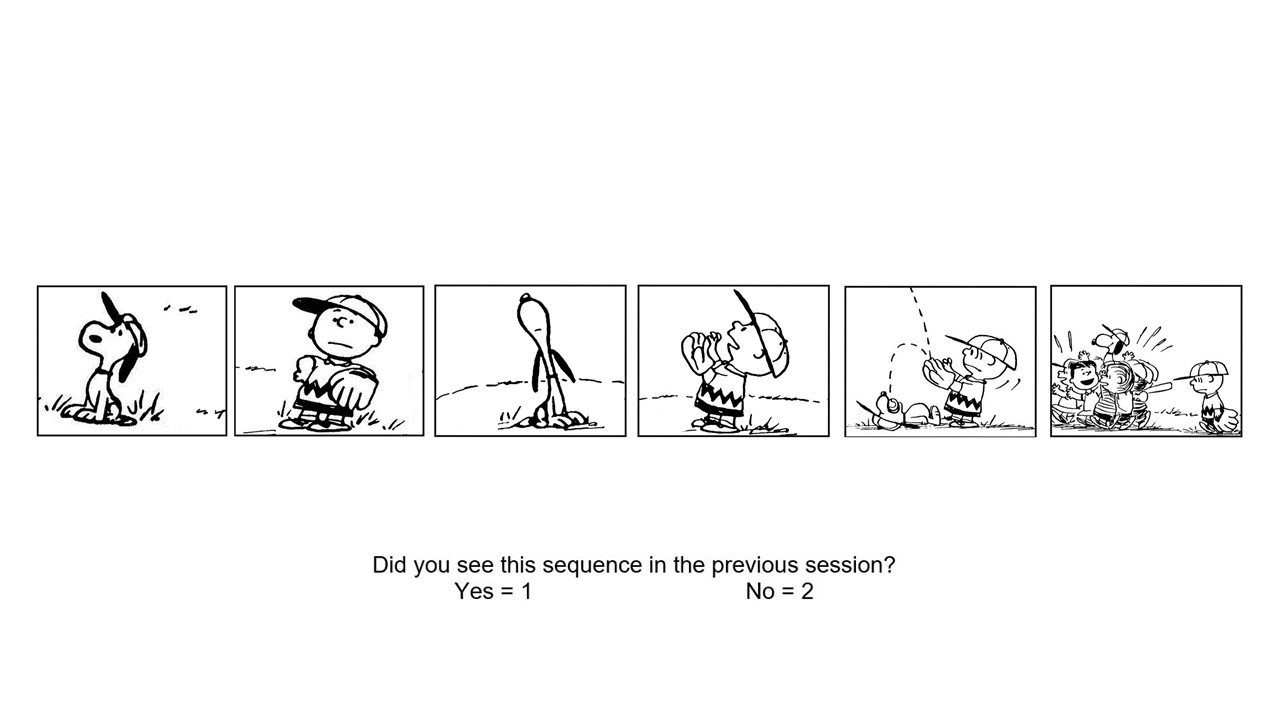 Did you see this sequence in the previous session?
Yes = 1 No = 2